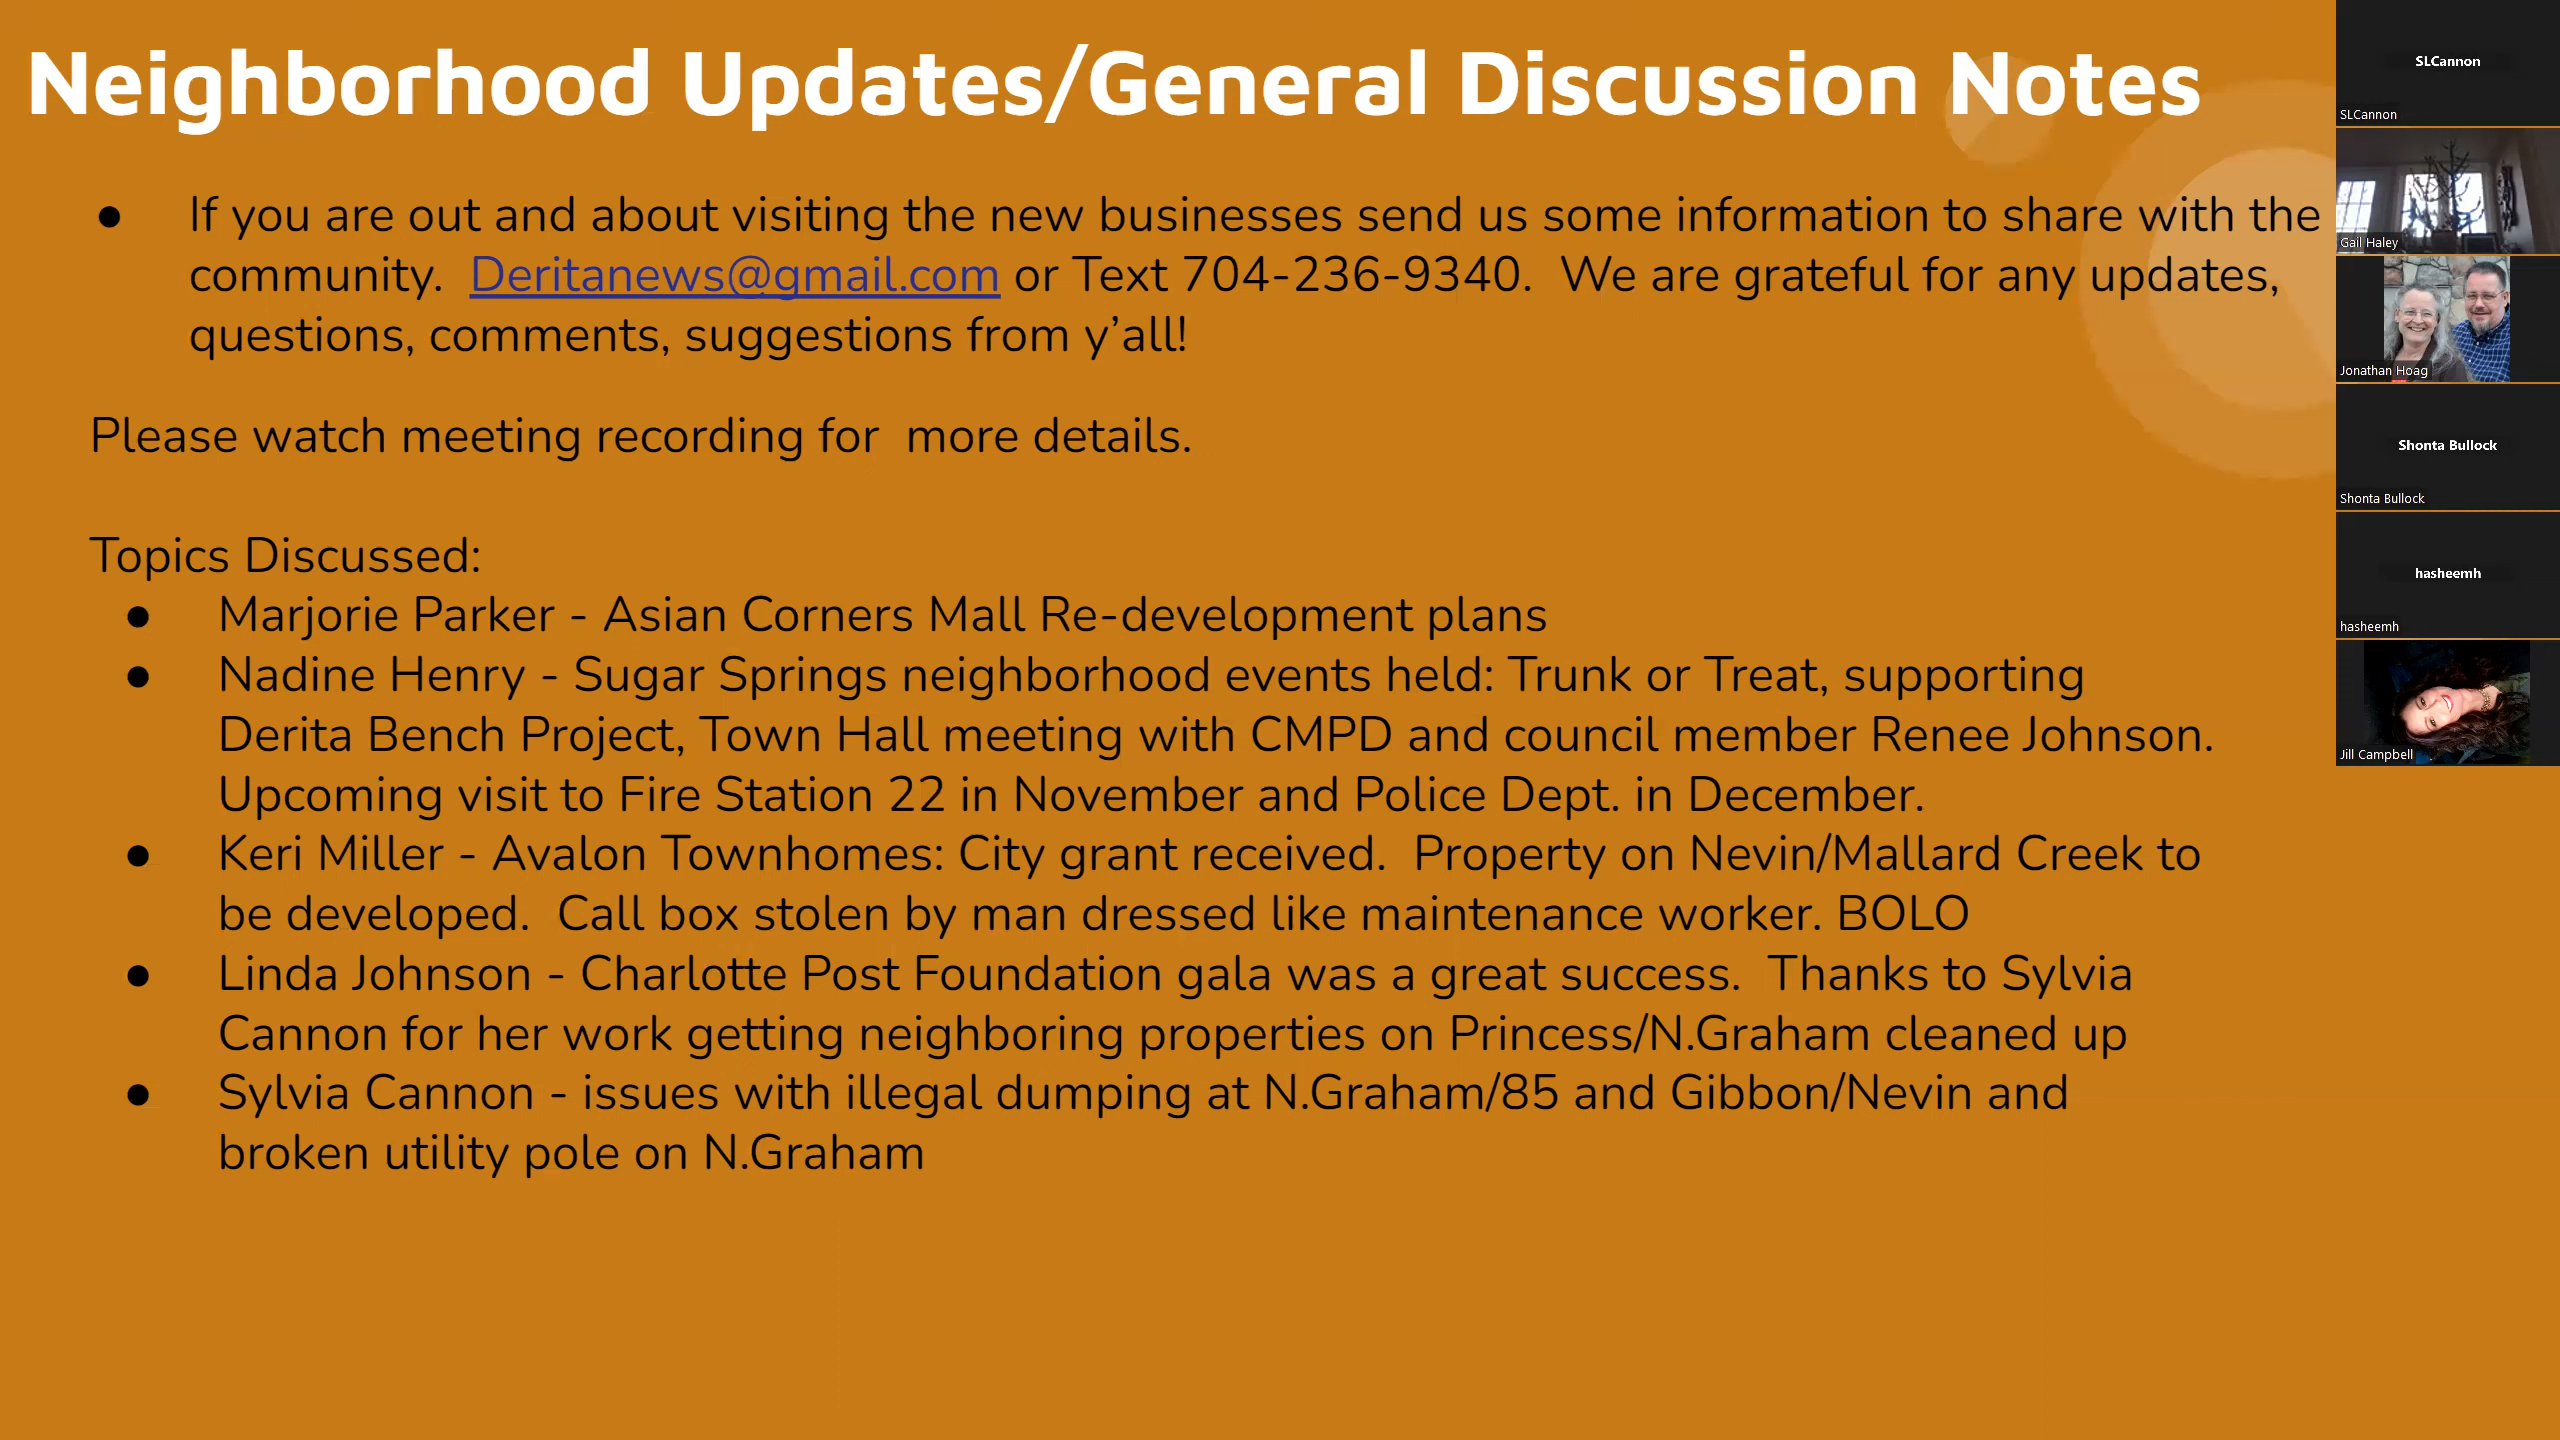 Neighborhood Updates/General Discussion Notes
● If you are out and about visiting the new businesses send us some information to share with the
community.  Deritanews@gmail.com or Text 704-236-9340.  We are grateful for any updates,
questions, comments, suggestions from y’all!
Please watch meeting recording for  more details.
Topics Discussed:
● Marjorie Parker - Asian Corners Mall Re-development plans
● Nadine Henry - Sugar Springs neighborhood events held: Trunk or Treat, supporting
Derita Bench Project, Town Hall meeting with CMPD and council member Renee Johnson.
Upcoming visit to Fire Station 22 in November and Police Dept. in December.
● Keri Miller - Avalon Townhomes: City grant received.  Property on Nevin/Mallard Creek to
be developed.  Call box stolen by man dressed like maintenance worker. BOLO
● Linda Johnson - Charlotte Post Foundation gala was a great success.  Thanks to Sylvia
Cannon for her work getting neighboring properties on Princess/N.Graham cleaned up
● Sylvia Cannon - issues with illegal dumping at N.Graham/85 and Gibbon/Nevin and
broken utility pole on N.Graham
SLCannon
SLCannon
Gail Haley
Jonathan Hoag
Shonta Bullock
Shonta Bullock
hasheemh
hasheemh
Jill Campbell